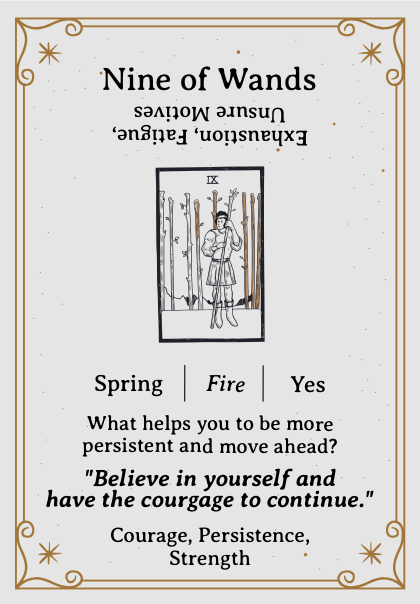 Nine of Wands
Exhaustion, Fatigue,
Unsure Motives
IX
Spring | Fire | Yes
What helps you to be more
persistent and move ahead?
"Believe in yourself and
have the courgage to continue."
Courage, Persistence,
Strength